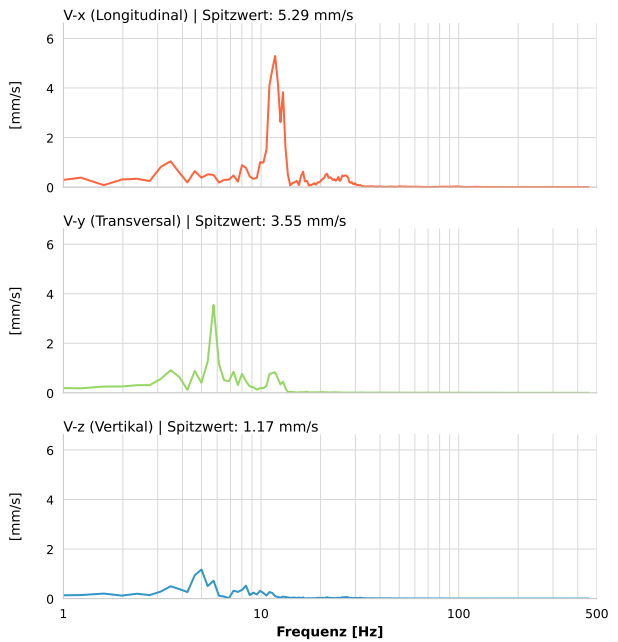 V-x (Longitudinal) | Spitzwert: 5.29 mm/s
6
4
2
0
[mm/s]
V-y (Transversal) | Spitzwert: 3.55 mm/s
6
4
2
0
[mm/s]
V-z (Vertikal) | Spitzwert: 1.17 mm/s
6
4
2
0
[mm/s]
1 10 100 500
Frequenz [Hz]